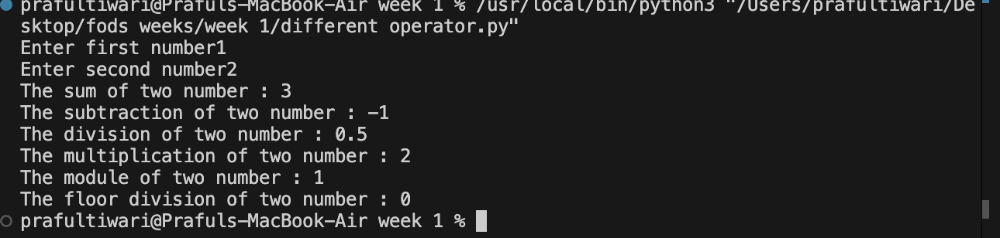 prafultiwari@Prafuls-MacBook-Air week 1 % /usr/local/bin/python3 "/Users/prafultiwari/De
sktop/fods weeks/week 1/different operator.py"
Enter first number1
Enter second number2
The sum of two number : 3
The subtraction of two number : -1
The division of two number : 0.5
The multiplication of two number : 2
The module of two number : 1
The floor division of two number : 0
prafultiwari@Prafuls-MacBook-Air week 1 %